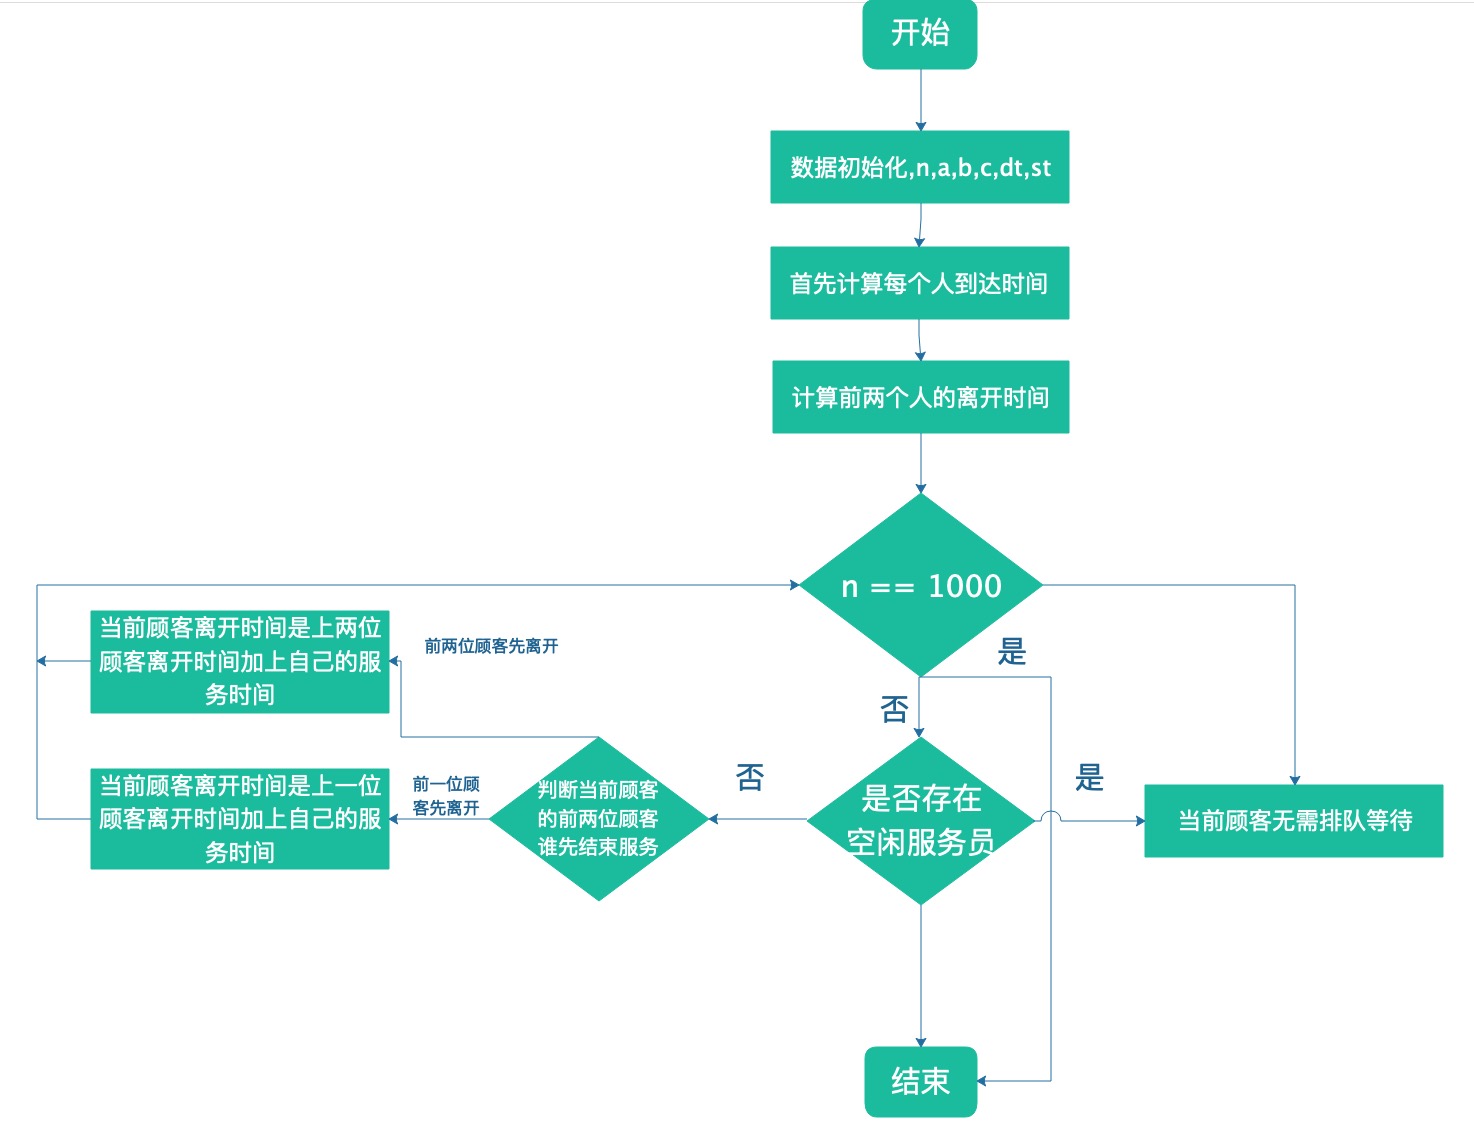 开始
数据初始化,n,a,b,c,dt,st
首先计算每个人到达时间
计算前两个人的离开时间
n == 1000
是
否
当前顾客离开时间是上两位
顾客离开时间加上自己的服
务时间
前两位顾客先离开
当前顾客离开时间是上一位
顾客离开时间加上自己的服
务时间
前一位顾
客先离开
判断当前顾客
的前两位顾客
谁先结束服务
否
是否存在
空闲服务员
是
当前顾客无需排队等待
结束